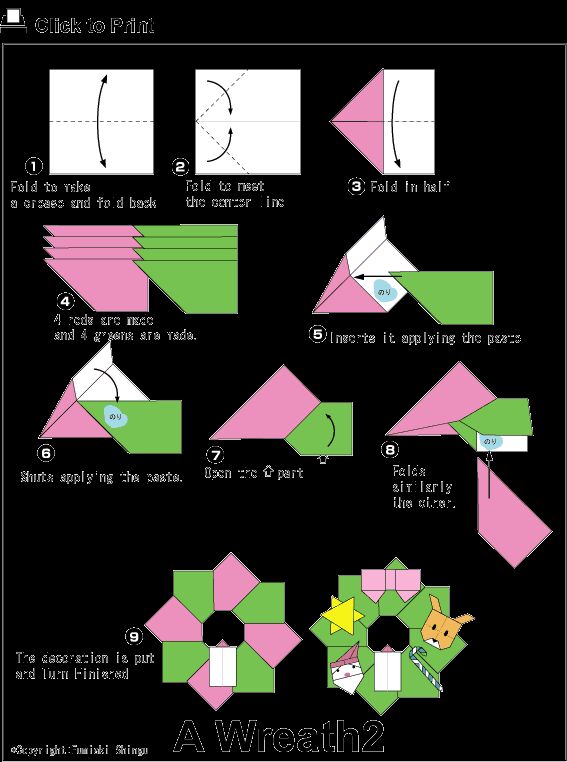 Click to Print
1
Fold to make
a crease and fold back
2
Fold to meet
the center line
3 Fold in half
4
4 reds are made
and 4 greens are made.
のり
5 Inserts it applying the paste
のり
6
Shuts applying the paste.
7
Open the ⇧ part
のり
8
Folds
similarly
the other.
9
The decoration is put
and Turn Finiered
A Wreath2
©Copyright:Fumiaki Shingu